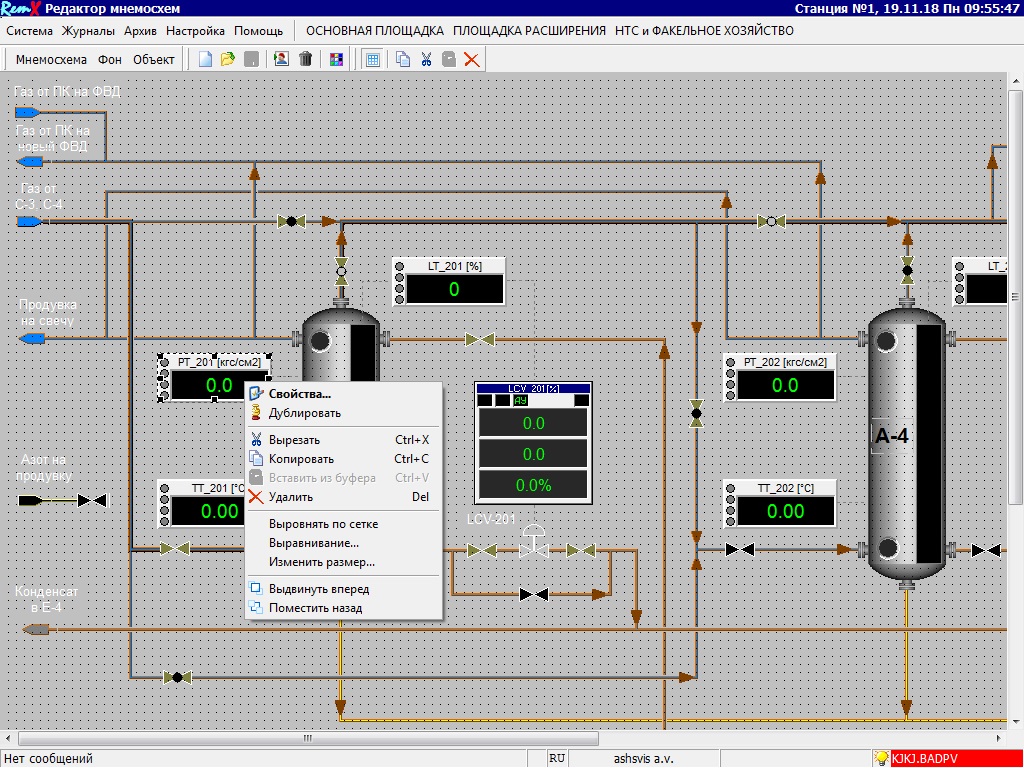 RemX Редактор мнемосхем
Станция №1, 19.11.18 Пн 09:55:47
Система Журналы Архив Настройка Помощь ОСНОВНАЯ ПЛОЩАДКА ПЛОЩАДКА РАСШИРЕНИЯ НТС и ФАКЕЛЬНОЕ ХОЗЯЙСТВО
Мнемосхема Фон Объект
Газ от ПК на ФВД
Газ от ПК на
новый ФВД
Газ от
С-3, С-4
LT_201 [%]
0
LT_2
Продувка
на свечу
PT_201 [кгс/см2]
0.0
PT_202 [кгс/см2]
0.0
Свойства...
Дублировать
Вырезать Ctrl+X
Копировать Ctrl+C
Вставить из буфера Ctrl+V
Удалить Del
Выровнять по сетке
Выравнивание...
Изменить размер...
Выдвинуть вперед
Поместить назад
LCV_201[%]
АУ
0.0
0.0
0.0%
А-4
Азот на
продувку
TT_201 [°C
0.00
TT_202 [°C]
0.00
LCV-201
Конденсат
в Е-4
Нет сообщений
RU
ashsvis a.v.
KJKJ.BADPV